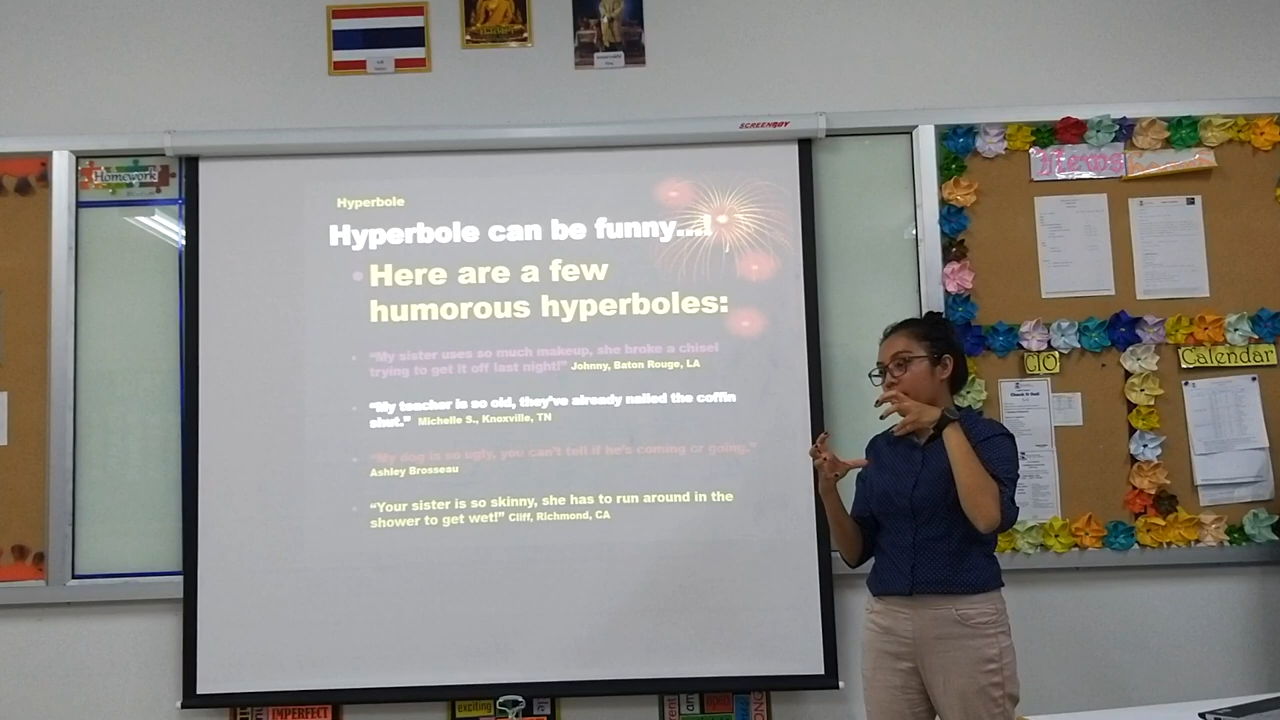 SCREENBOY
Homework
Items
Hyperbole
Hyperbole can be funny...!
Here are a few
humorous hyperboles:
“My sister uses so much makeup, she broke a chisel
trying to get it off last night!” Johnny, Baton Rouge, LA
“My teacher is so old, they’ve already nailed the coffin
shut.” Michelle S., Knoxville, TN
“My dog is so ugly, you can’t tell if he’s coming or going.”
Ashley Brosseau
“Your sister is so skinny, she has to run around in the
shower to get wet!” Cliff, Richmond, CA
Calendar
Check It Out!
IMPERFECT
exciting